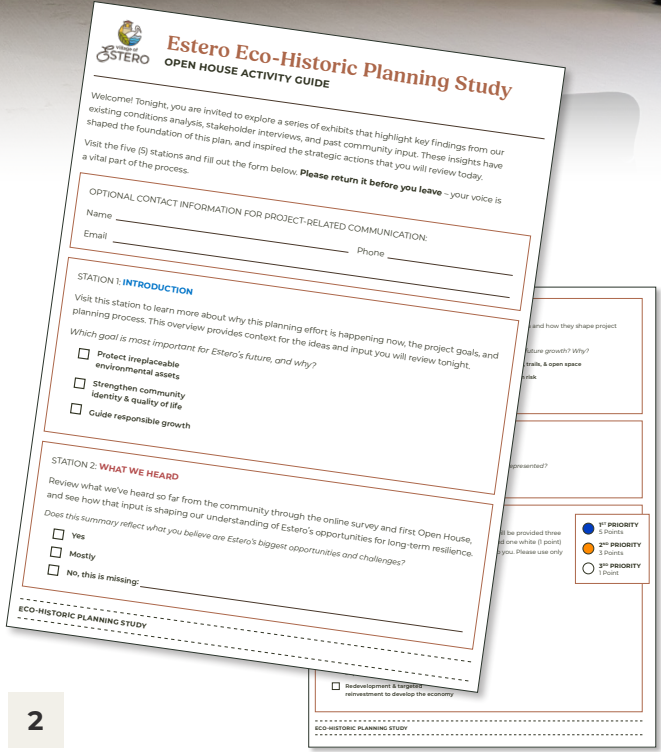 village of
ESTERO
Estero Eco-Historic Planning Study
OPEN HOUSE ACTIVITY GUIDE
Welcome! Tonight, you are invited to explore a series of exhibits that highlight key findings from our
existing conditions analysis, stakeholder interviews, and past community input. These insights have
shaped the foundation of this plan, and inspired the strategic actions that you will review today.
Visit the five (5) stations and fill out the form below. Please return it before you leave – your voice is
a vital part of the process.
OPTIONAL CONTACT INFORMATION FOR PROJECT-RELATED COMMUNICATION:
Name Phone
Email
STATION 1: INTRODUCTION
Visit this station to learn more about why this planning effort is happening now, the project goals, and
planning process. This overview provides context for the ideas and input you will review tonight.
Which goal is most important for Estero's future, and why?
Protect irreplaceable
environmental assets
Strengthen community
identity & quality of life
Guide responsible growth
STATION 2: WHAT WE HEARD
Review what we've heard so far from the community through the online survey and first Open House,
and see how that input is shaping our understanding of Estero's opportunities for long-term resilience.
Does this summary reflect what you believe are Estero's biggest opportunities and challenges?
Yes
Mostly
No, this is missing:
ECO-HISTORIC PLANNING STUDY
and how they shape project
future growth? Why?
trails, & open space
risk
represented?
ll be provided three
d one white (1 point)
you. Please use only
1ST PRIORITY
5 Points
2ND PRIORITY
3 Points
3RD PRIORITY
1 Point
Redevelopment & targeted
reinvestment to develop the economy
ECO-HISTORIC PLANNING STUDY
2